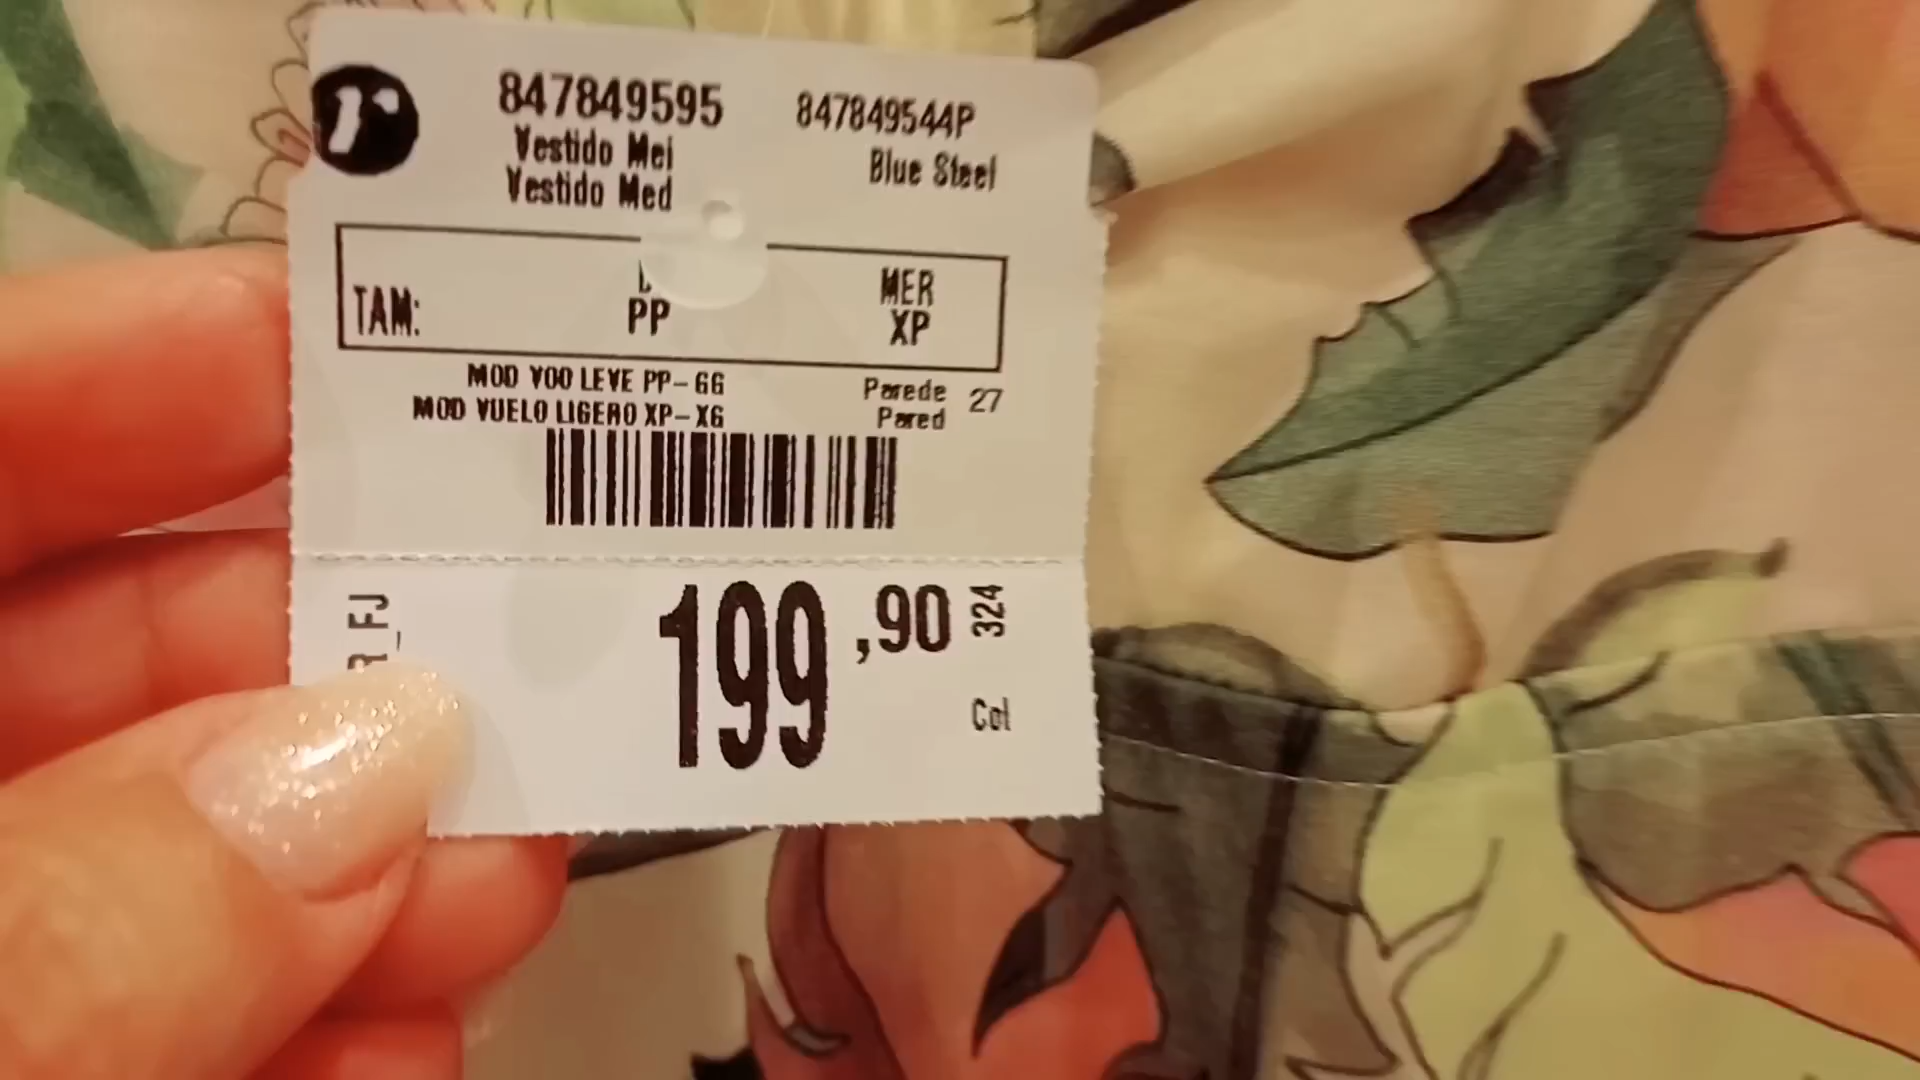 r
847849595 847849544P
Vestido Mei Blue Steel
Vestido Med
MER
TAM: PP XP
MOD VOO LEVE PP-GG Parede 27
MOD VUELO LIGERO XP-XG Pared
199,90 324
R_FJ
Col